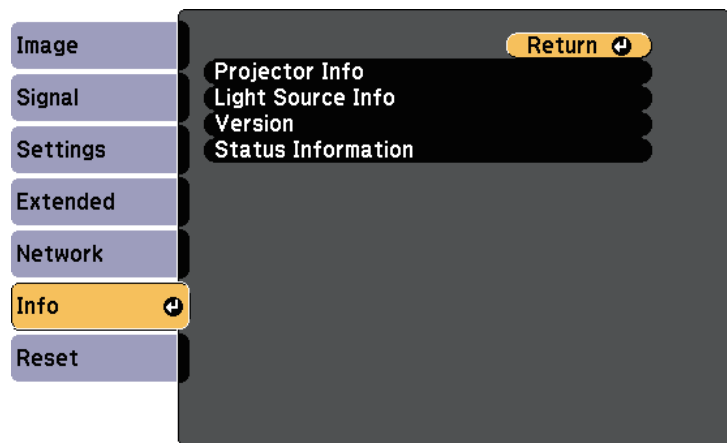 Image
Signal
Settings
Extended
Network
Info
Reset
Return
Projector Info
Light Source Info
Version
Status Information